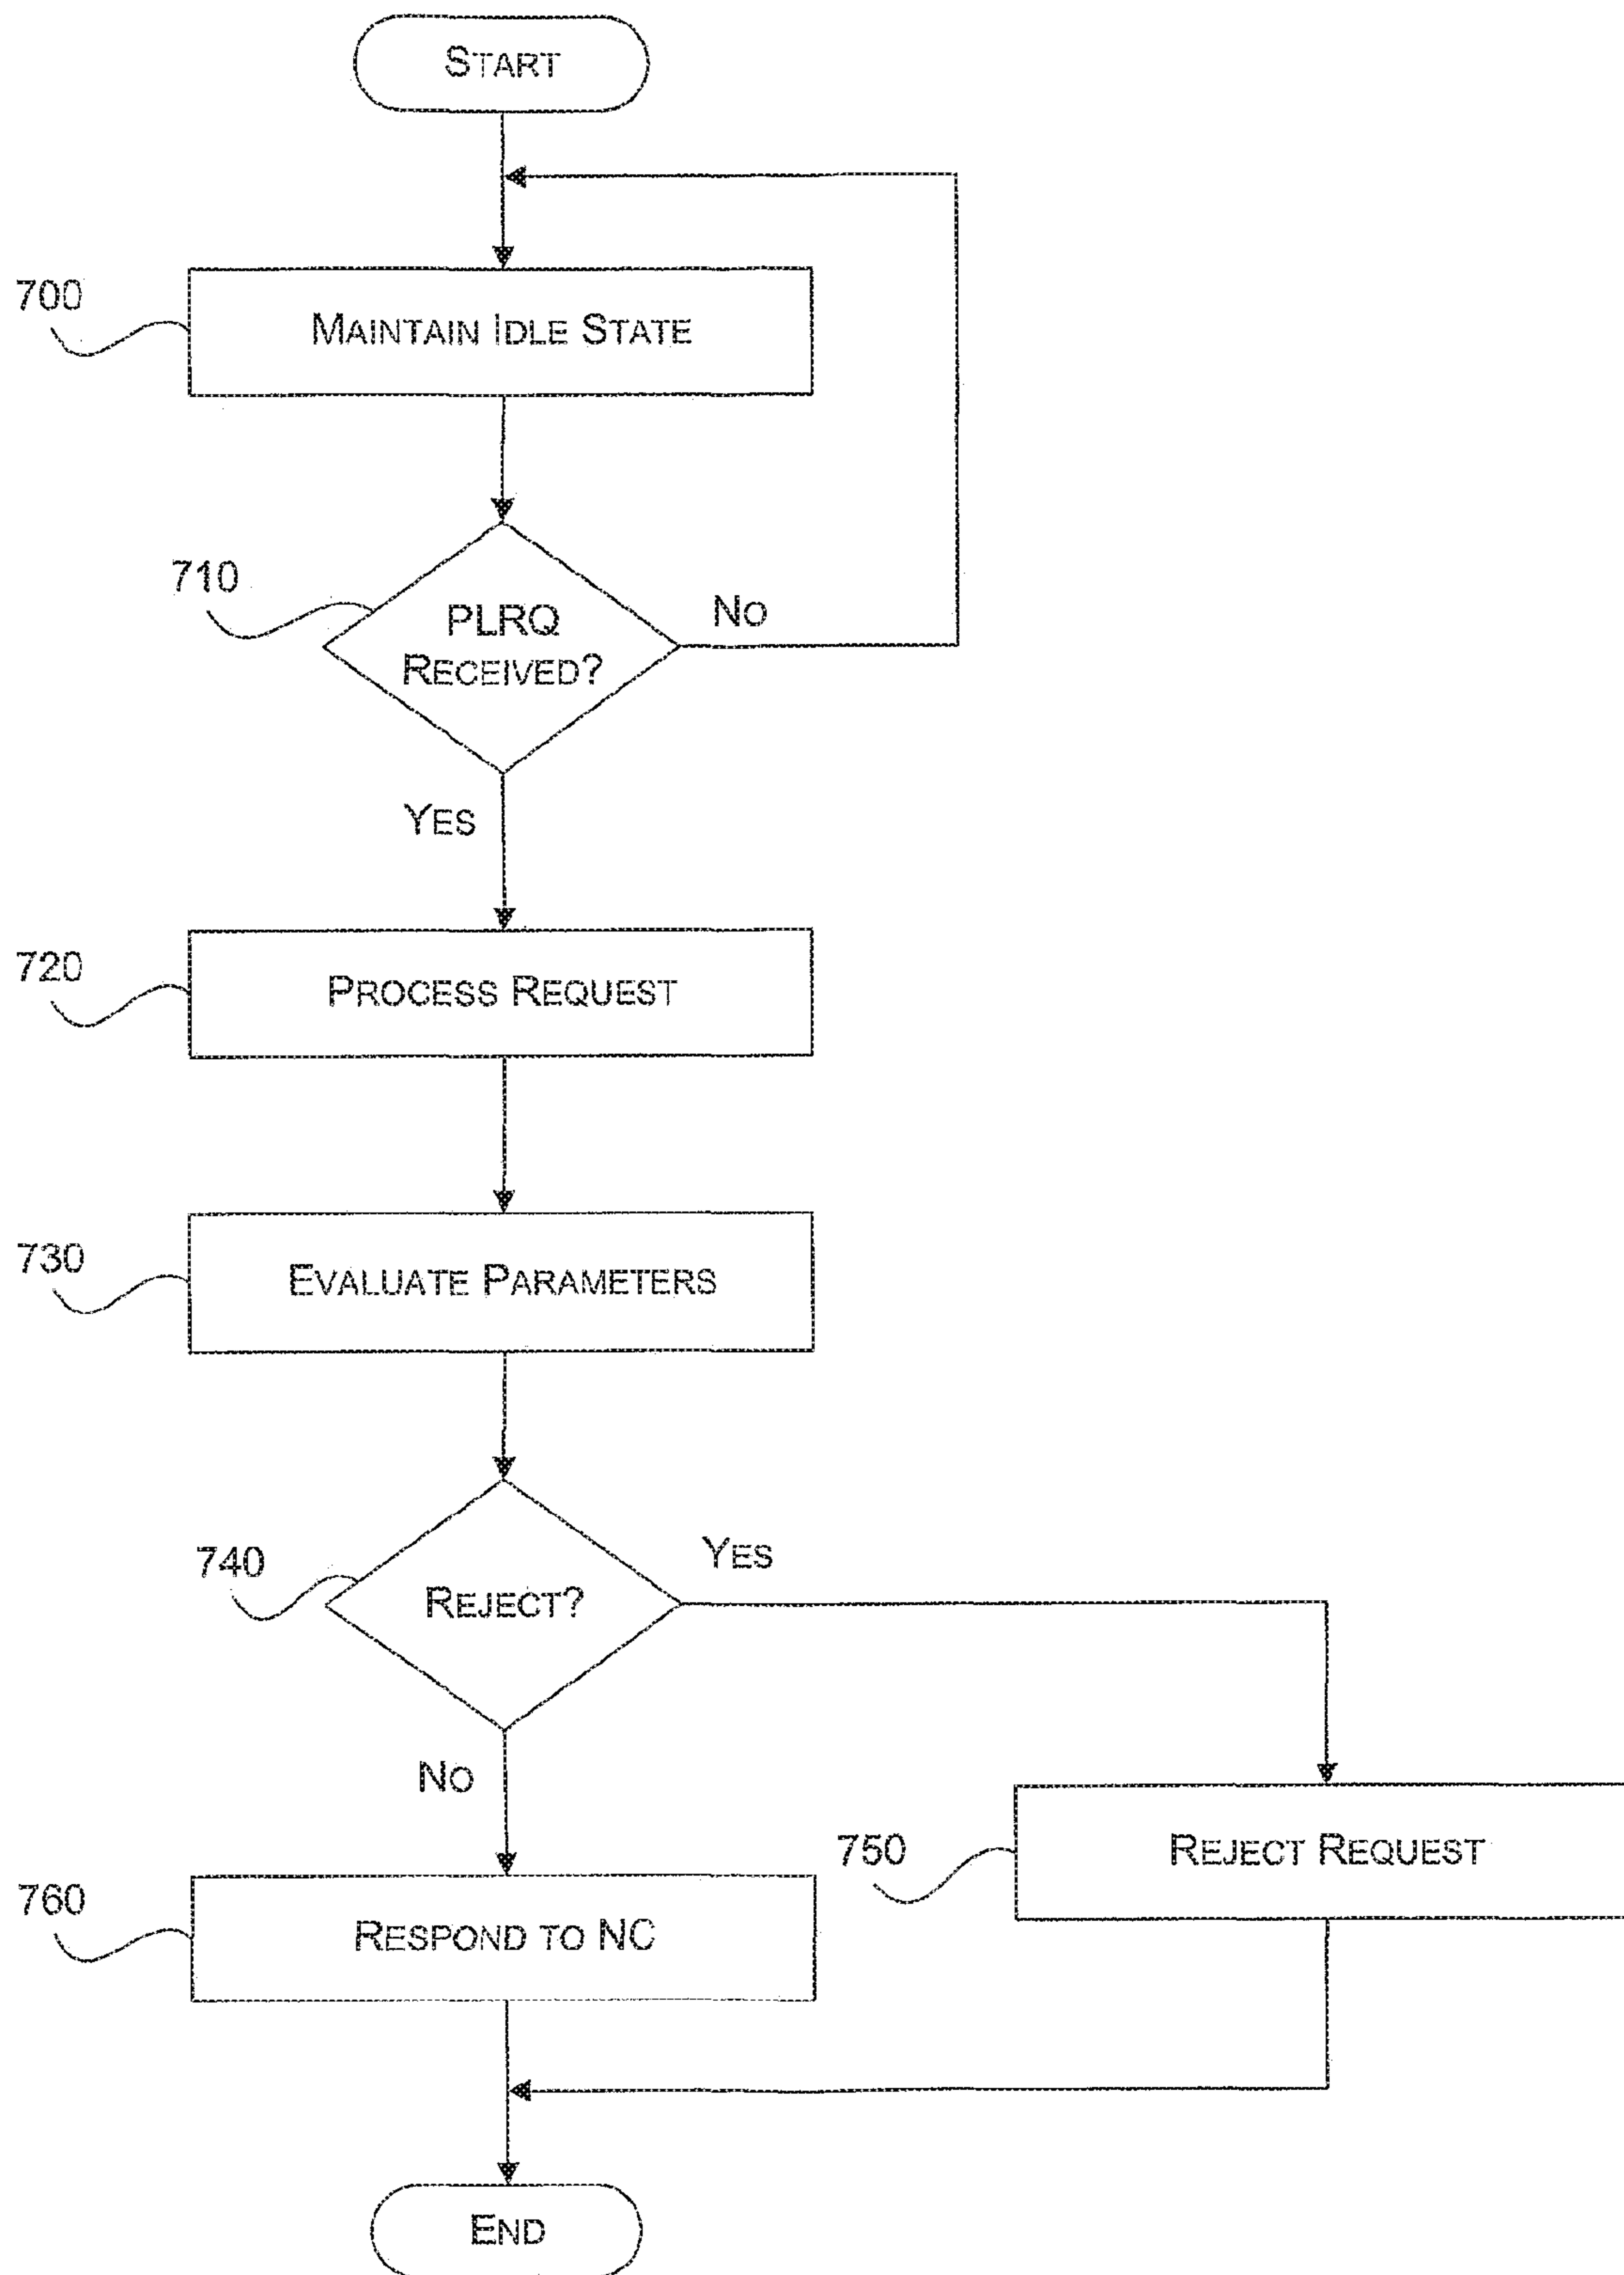 START
700
MAINTAIN IDLE STATE
710
PLRQ
RECEIVED?
NO
YES
720
PROCESS REQUEST
730
EVALUATE PARAMETERS
740
REJECT?
YES
NO
750
REJECT REQUEST
760
RESPOND TO NC
END